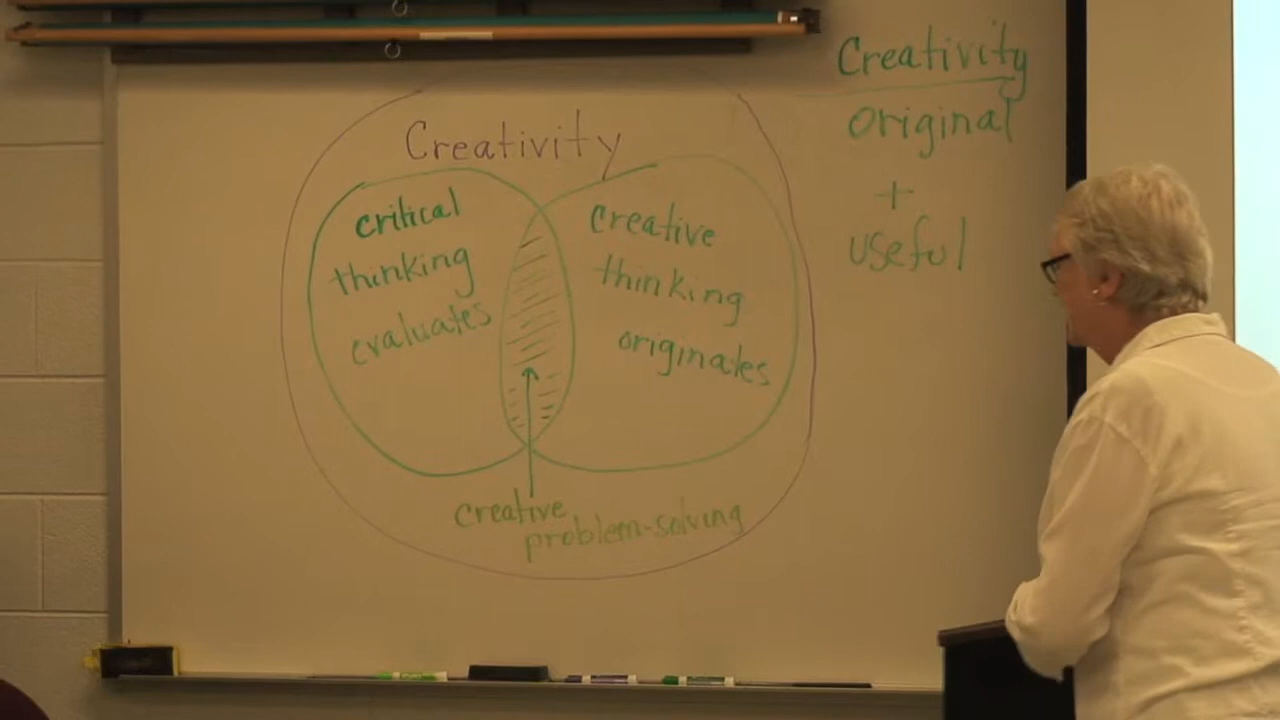 Creativity
critical
thinking
evaluates
creative
thinking
originates
creative
problem-solving
Creativity
original
+
useful